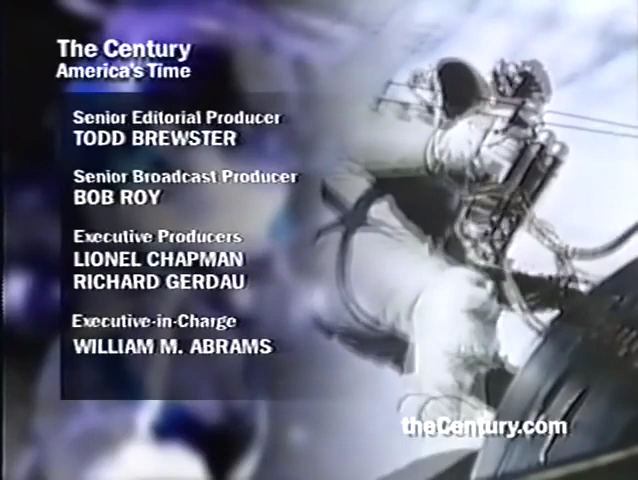 The Century
America's Time
Senior Editorial Producer
TODD BREWSTER
Senior Broadcast Producer
BOB ROY
Executive Producers
LIONEL CHAPMAN
RICHARD GERDAU
Executive-in-Charge
WILLIAM M. ABRAMS
theCentury.com